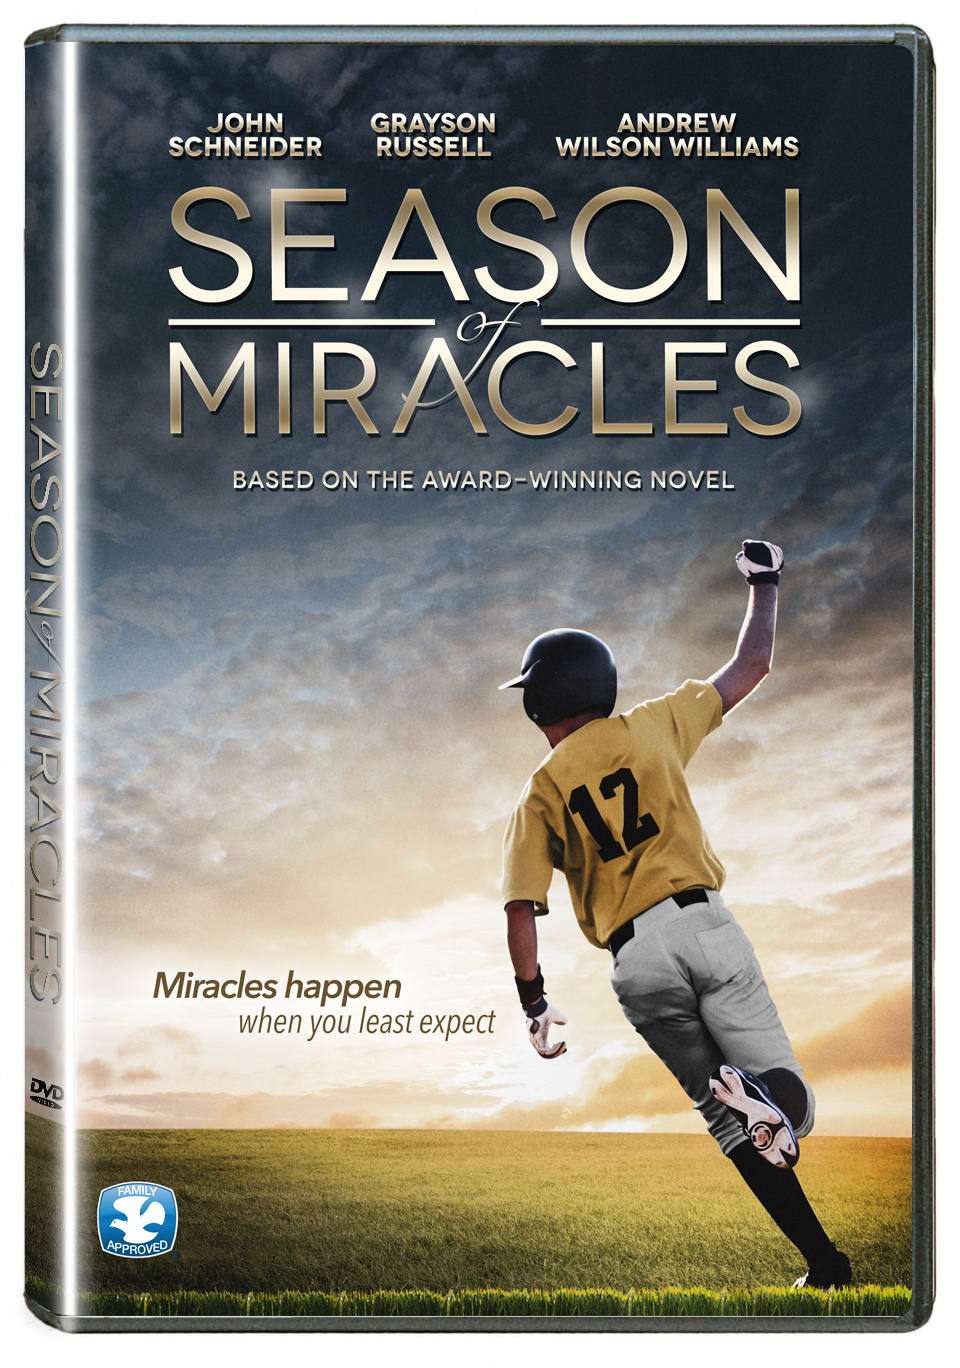 JOHN
SCHNEIDER
GRAYSON
RUSSELL
ANDREW
WILSON WILLIAMS
SEASON
of
MIRACLES
BASED ON THE AWARD-WINNING NOVEL
12
Miracles happen
when you least expect
FAMILY
APPROVED
SEASON of MIRACLES
DVD